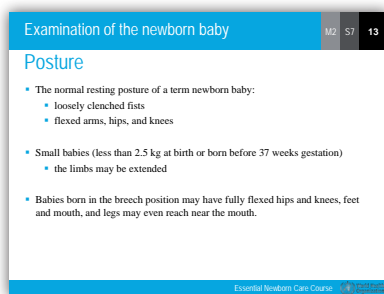 Examination of the newborn baby
M2 S7 13
Posture
▪ The normal resting posture of a term newborn baby:
▪ loosely clenched fists
▪ flexed arms, hips, and knees
▪ Small babies (less than 2.5 kg at birth or born before 37 weeks gestation)
▪ the limbs may be extended
▪ Babies born in the breech position may have fully flexed hips and knees, feet
and mouth, and legs may even reach near the mouth.
Essential Newborn Care Course